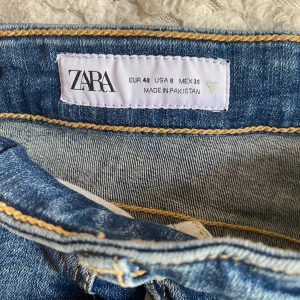 ZARA
EUR 40 USA 8 MEX 30
MADE IN PAKISTAN